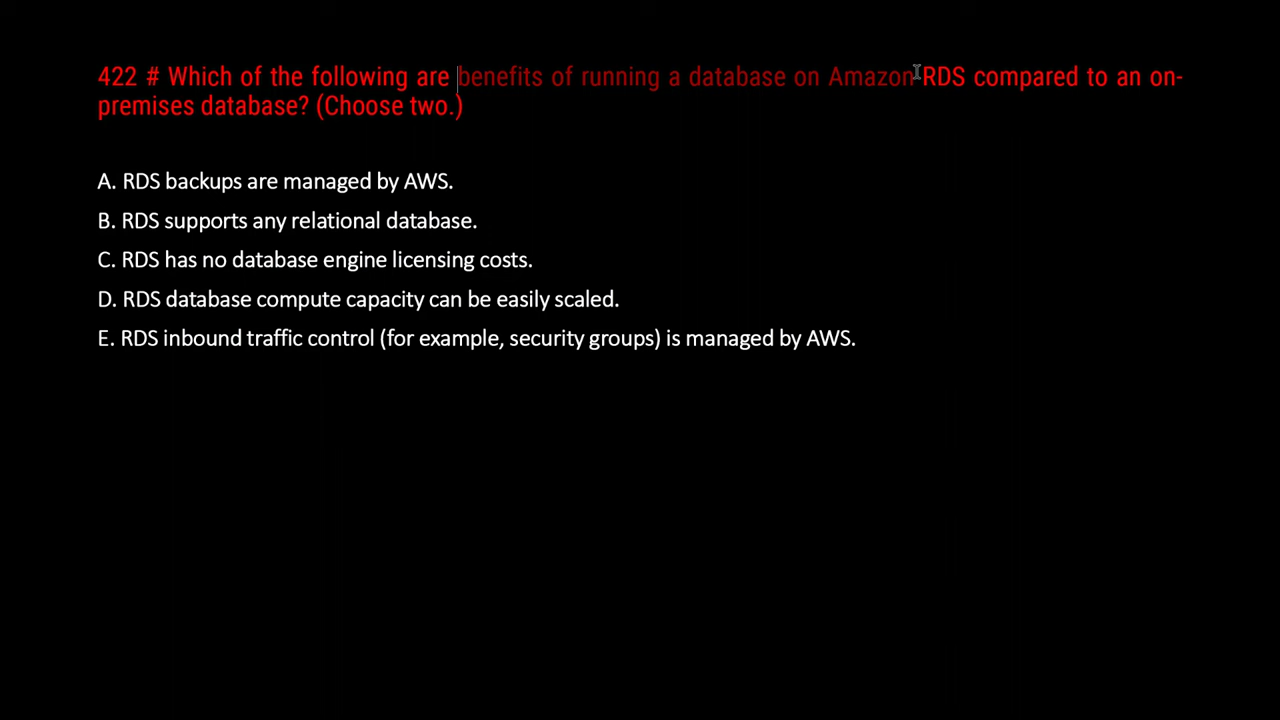 422 # Which of the following are benefits of running a database on Amazon RDS compared to an on-
premises database? (Choose two.)
A. RDS backups are managed by AWS.
B. RDS supports any relational database.
C. RDS has no database engine licensing costs.
D. RDS database compute capacity can be easily scaled.
E. RDS inbound traffic control (for example, security groups) is managed by AWS.